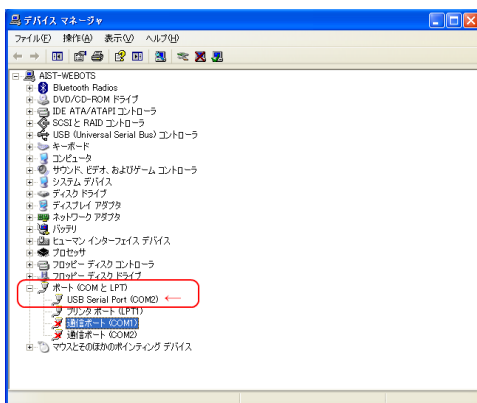 デバイス マネージャ
ファイル(F) 操作(A) 表示(V) ヘルプ(H)
AIST-WEBOTS
Bluetooth Radios
DVD/CD-ROM ドライブ
IDE ATA/ATAPI コントローラ
SCSI と RAID コントローラ
USB (Universal Serial Bus) コントローラ
キーボード
コンピュータ
サウンド、ビデオ、およびゲーム コントローラ
システム デバイス
ディスク ドライブ
ディスプレイ アダプタ
ネットワーク アダプタ
バッテリ
ヒューマン インターフェイス デバイス
プロセッサ
フロッピー ディスク コントローラ
フロッピー ディスク ドライブ
ポート (COM と LPT)
USB Serial Port (COM2) ←
プリンタ ポート (LPT1)
通信ポート (COM1)
通信ポート (COM2)
マウスとそのほかのポインティング デバイス